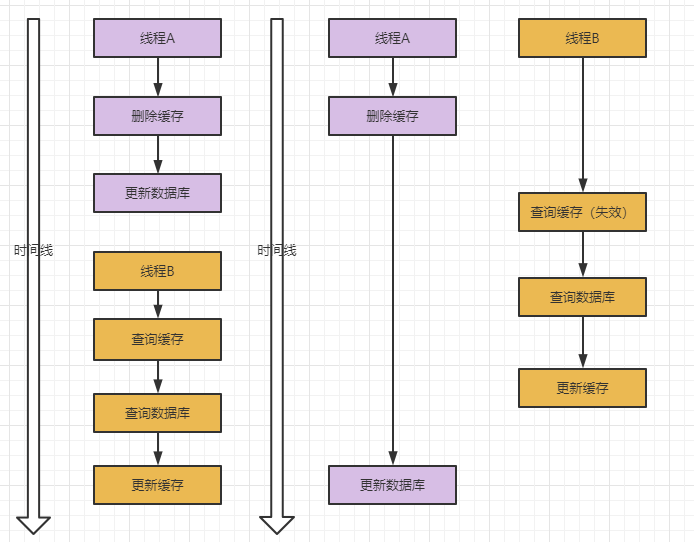 线程A
删除缓存
更新数据库
时间线
线程B
查询缓存
查询数据库
更新缓存
线程A
删除缓存
时间线
更新数据库
线程B
查询缓存（失效）
查询数据库
更新缓存